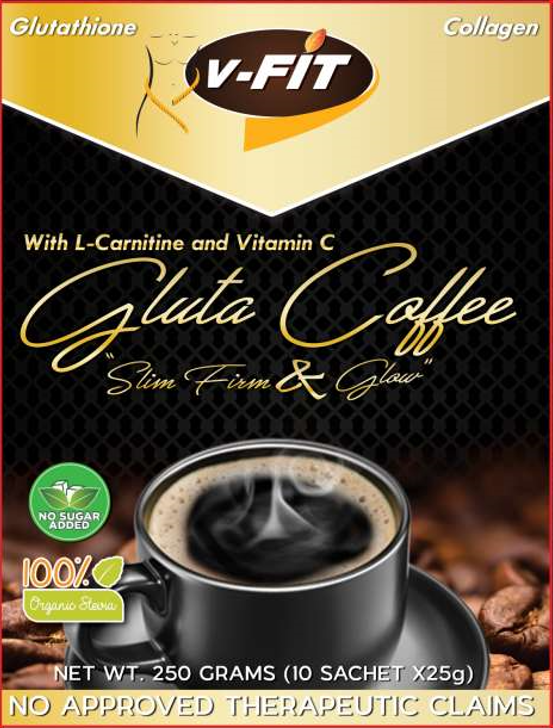 Glutathione
Collagen
V-FIT
With L-Carnitine and Vitamin C
Gluta Coffee
"Slim Firm & Glow"
NO SUGAR
ADDED
100%
Organic Stevia
NET WT. 250 GRAMS (10 SACHET X25g)
NO APPROVED THERAPEUTIC CLAIMS